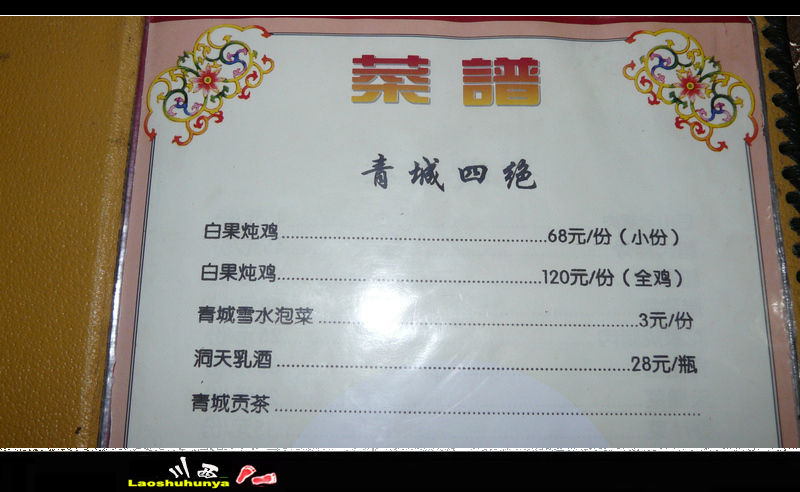 菜譜
青城四绝
白果炖鸡......68元/份（小份）
白果炖鸡......120元/份（全鸡）
青城雪水泡菜......3元/份
洞天乳酒......28元/瓶
青城贡茶......
川西
Laoshuhunya